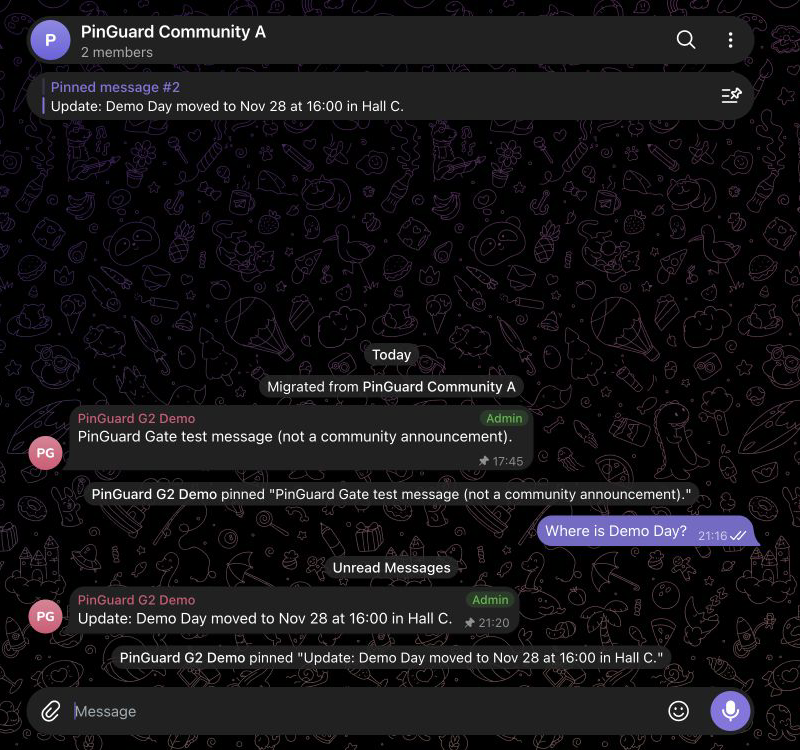 P
PinGuard Community A
2 members
Pinned message #2
Update: Demo Day moved to Nov 28 at 16:00 in Hall C.
Today
Migrated from PinGuard Community A
PinGuard G2 Demo Admin
PinGuard Gate test message (not a community announcement).
PG
17:45
PinGuard G2 Demo pinned "PinGuard Gate test message (not a community announcement)."
Where is Demo Day? 21:16
Unread Messages
PinGuard G2 Demo Admin
PG
Update: Demo Day moved to Nov 28 at 16:00 in Hall C. 21:20
PinGuard G2 Demo pinned "Update: Demo Day moved to Nov 28 at 16:00 in Hall C."
Message